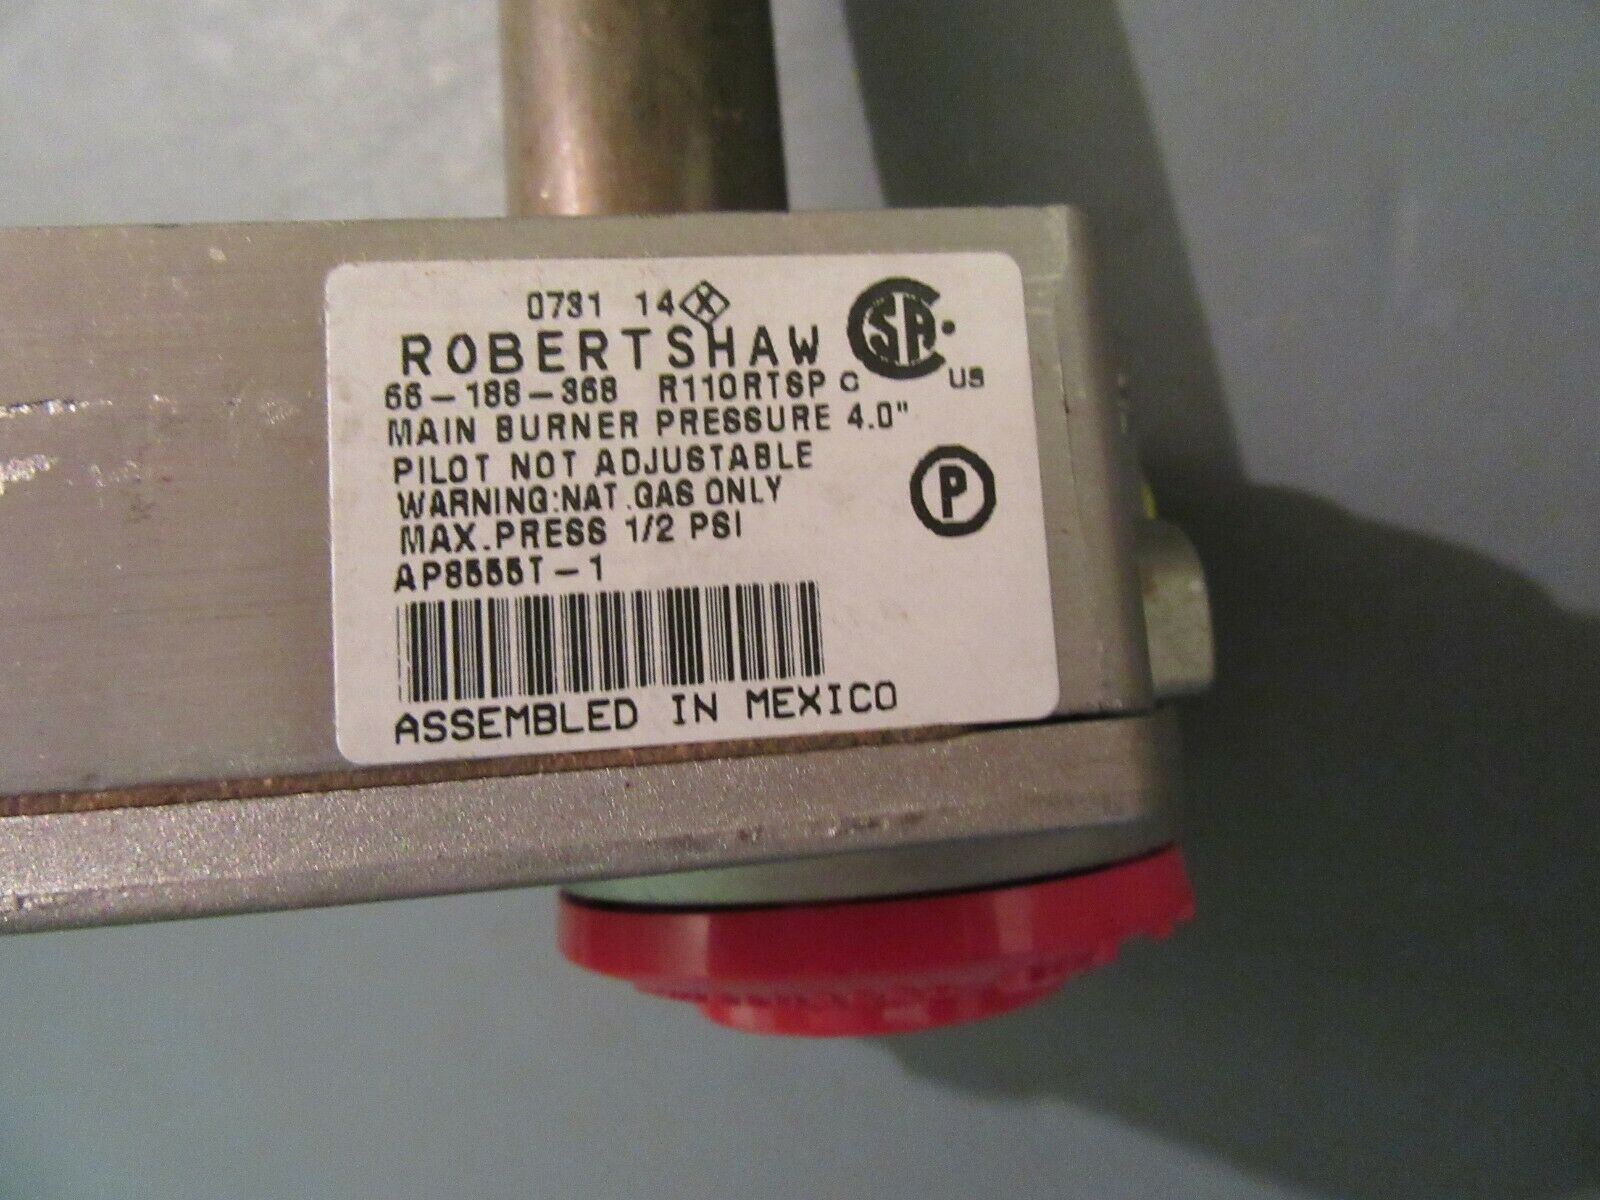 0731 14 X
ROBERTSHAW
CSA
66-188-368 R110RTSP C US
MAIN BURNER PRESSURE 4.0"
PILOT NOT ADJUSTABLE
P
WARNING:NAT.GAS ONLY
MAX.PRESS 1/2 PSI
AP8555T-1
ASSEMBLED IN MEXICO